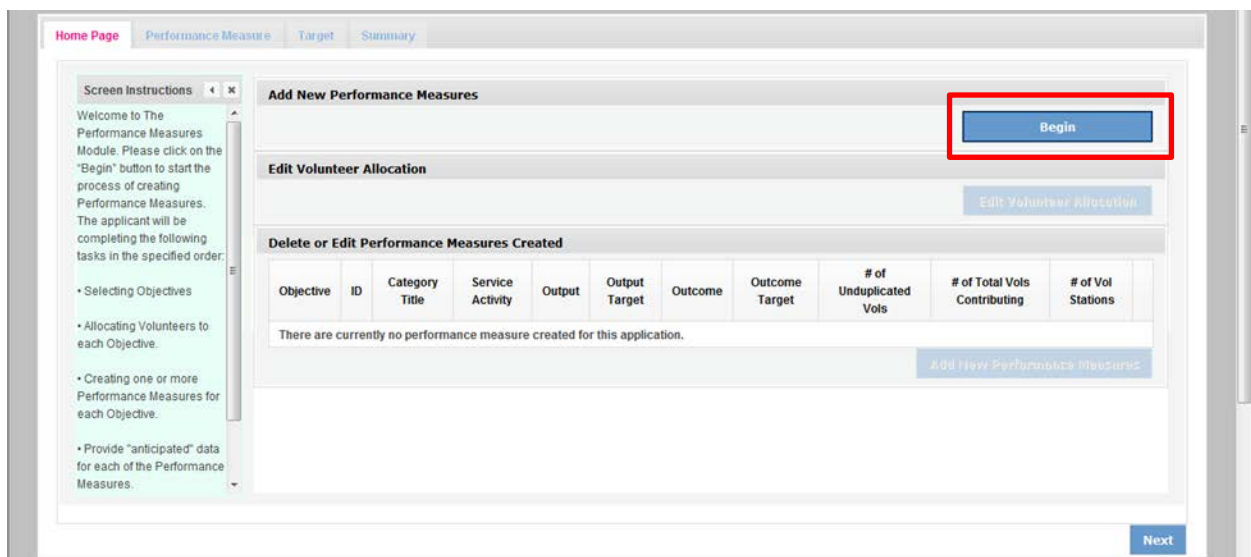 Home Page Performance Measure Target Summary
Screen Instructions
Welcome to The
Performance Measures
Module. Please click on the
"Begin" button to start the
process of creating
Performance Measures.
The applicant will be
completing the following
tasks in the specified order:
• Selecting Objectives
• Allocating Volunteers to
each Objective.
• Creating one or more
Performance Measures for
each Objective.
• Provide "anticipated" data
for each of the Performance
Measures.
Add New Performance Measures
Begin
Edit Volunteer Allocation
Edit Volunteer Allocation
Delete or Edit Performance Measures Created
Objective ID Category Title Service Activity Output Output Target Outcome Outcome Target # of Unduplicated Vols # of Total Vols Contributing # of Vol Stations
There are currently no performance measure created for this application.
Add New Performance Measures
Next